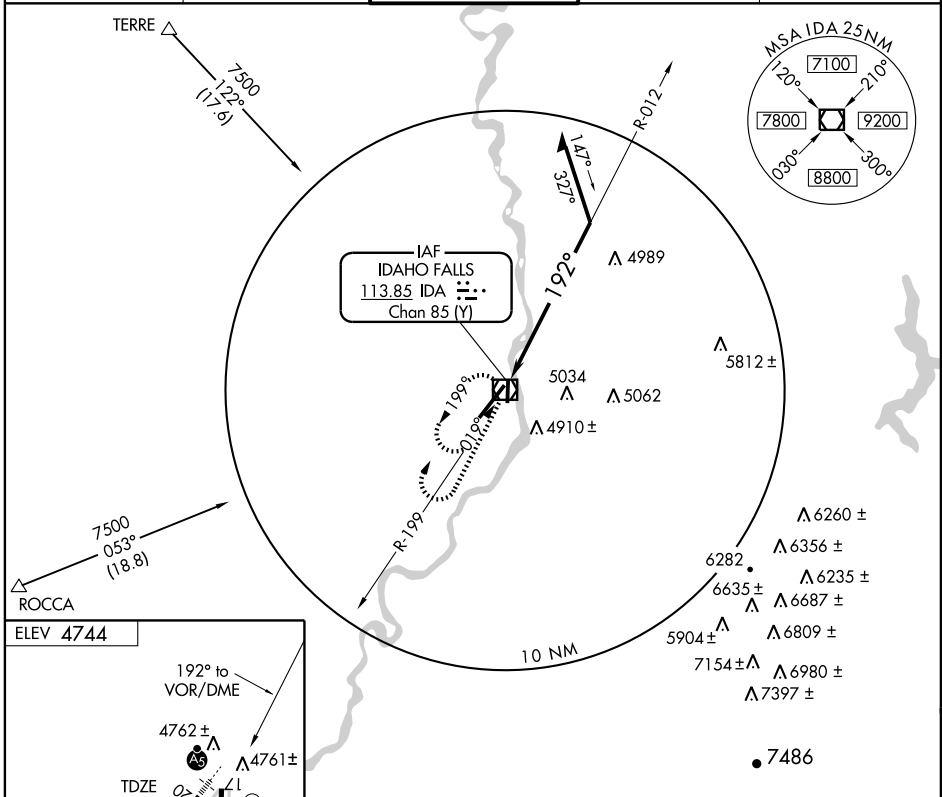 TERRE
7500
122°
(17.6)
MSA IDA 25NM
120°
7100
210°
7800
9200
030°
8800
300°
R-012
147°
327°
192°
4989
IAF
IDAHO FALLS
113.85 IDA
Chan 85 (Y)
5812 ±
5034
5062
4910 ±
199°
019°
R-199
7500
053°
(18.8)
ROCCA
6260 ±
6356 ±
6282
6235 ±
6635 ±
6687 ±
5904 ±
6809 ±
7154 ±
6980 ±
7397 ±
7486
10 NM
ELEV 4744
192° to
VOR/DME
4762 ±
A5
4761 ±
TDZE
20
17